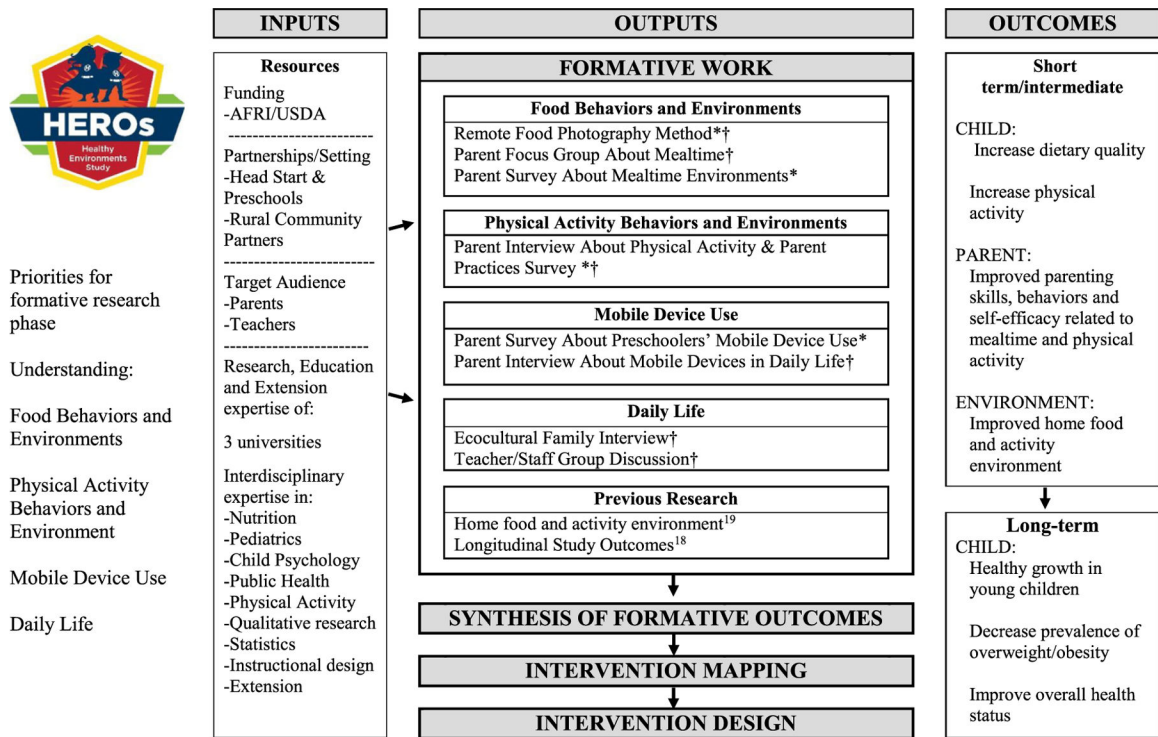 HEROs
Healthy
Environments
Study
Priorities for
formative research
phase
Understanding:
Food Behaviors and
Environments
Physical Activity
Behaviors and
Environment
Mobile Device Use
Daily Life
INPUTS
Resources
Funding
-AFRI/USDA
------------------------
Partnerships/Setting
-Head Start &
Preschools
-Rural Community
Partners
-------------------------
Target Audience
-Parents
-Teachers
------------------------
Research, Education
and Extension
expertise of:
3 universities
Interdisciplinary
expertise in:
-Nutrition
-Pediatrics
-Child Psychology
-Public Health
-Physical Activity
-Qualitative research
-Statistics
-Instructional design
-Extension
OUTPUTS
FORMATIVE WORK
Food Behaviors and Environments
Remote Food Photography Method*†
Parent Focus Group About Mealtime†
Parent Survey About Mealtime Environments*
Physical Activity Behaviors and Environments
Parent Interview About Physical Activity & Parent
Practices Survey *†
Mobile Device Use
Parent Survey About Preschoolers’ Mobile Device Use*
Parent Interview About Mobile Devices in Daily Life†
Daily Life
Ecocultural Family Interview†
Teacher/Staff Group Discussion†
Previous Research
Home food and activity environment¹⁹
Longitudinal Study Outcomes¹⁸
SYNTHESIS OF FORMATIVE OUTCOMES
INTERVENTION MAPPING
INTERVENTION DESIGN
OUTCOMES
Short
term/intermediate
CHILD:
Increase dietary quality
Increase physical
activity
PARENT:
Improved parenting
skills, behaviors and
self-efficacy related to
mealtime and physical
activity
ENVIRONMENT:
Improved home food
and activity
environment
Long-term
CHILD:
Healthy growth in
young children
Decrease prevalence of
overweight/obesity
Improve overall health
status